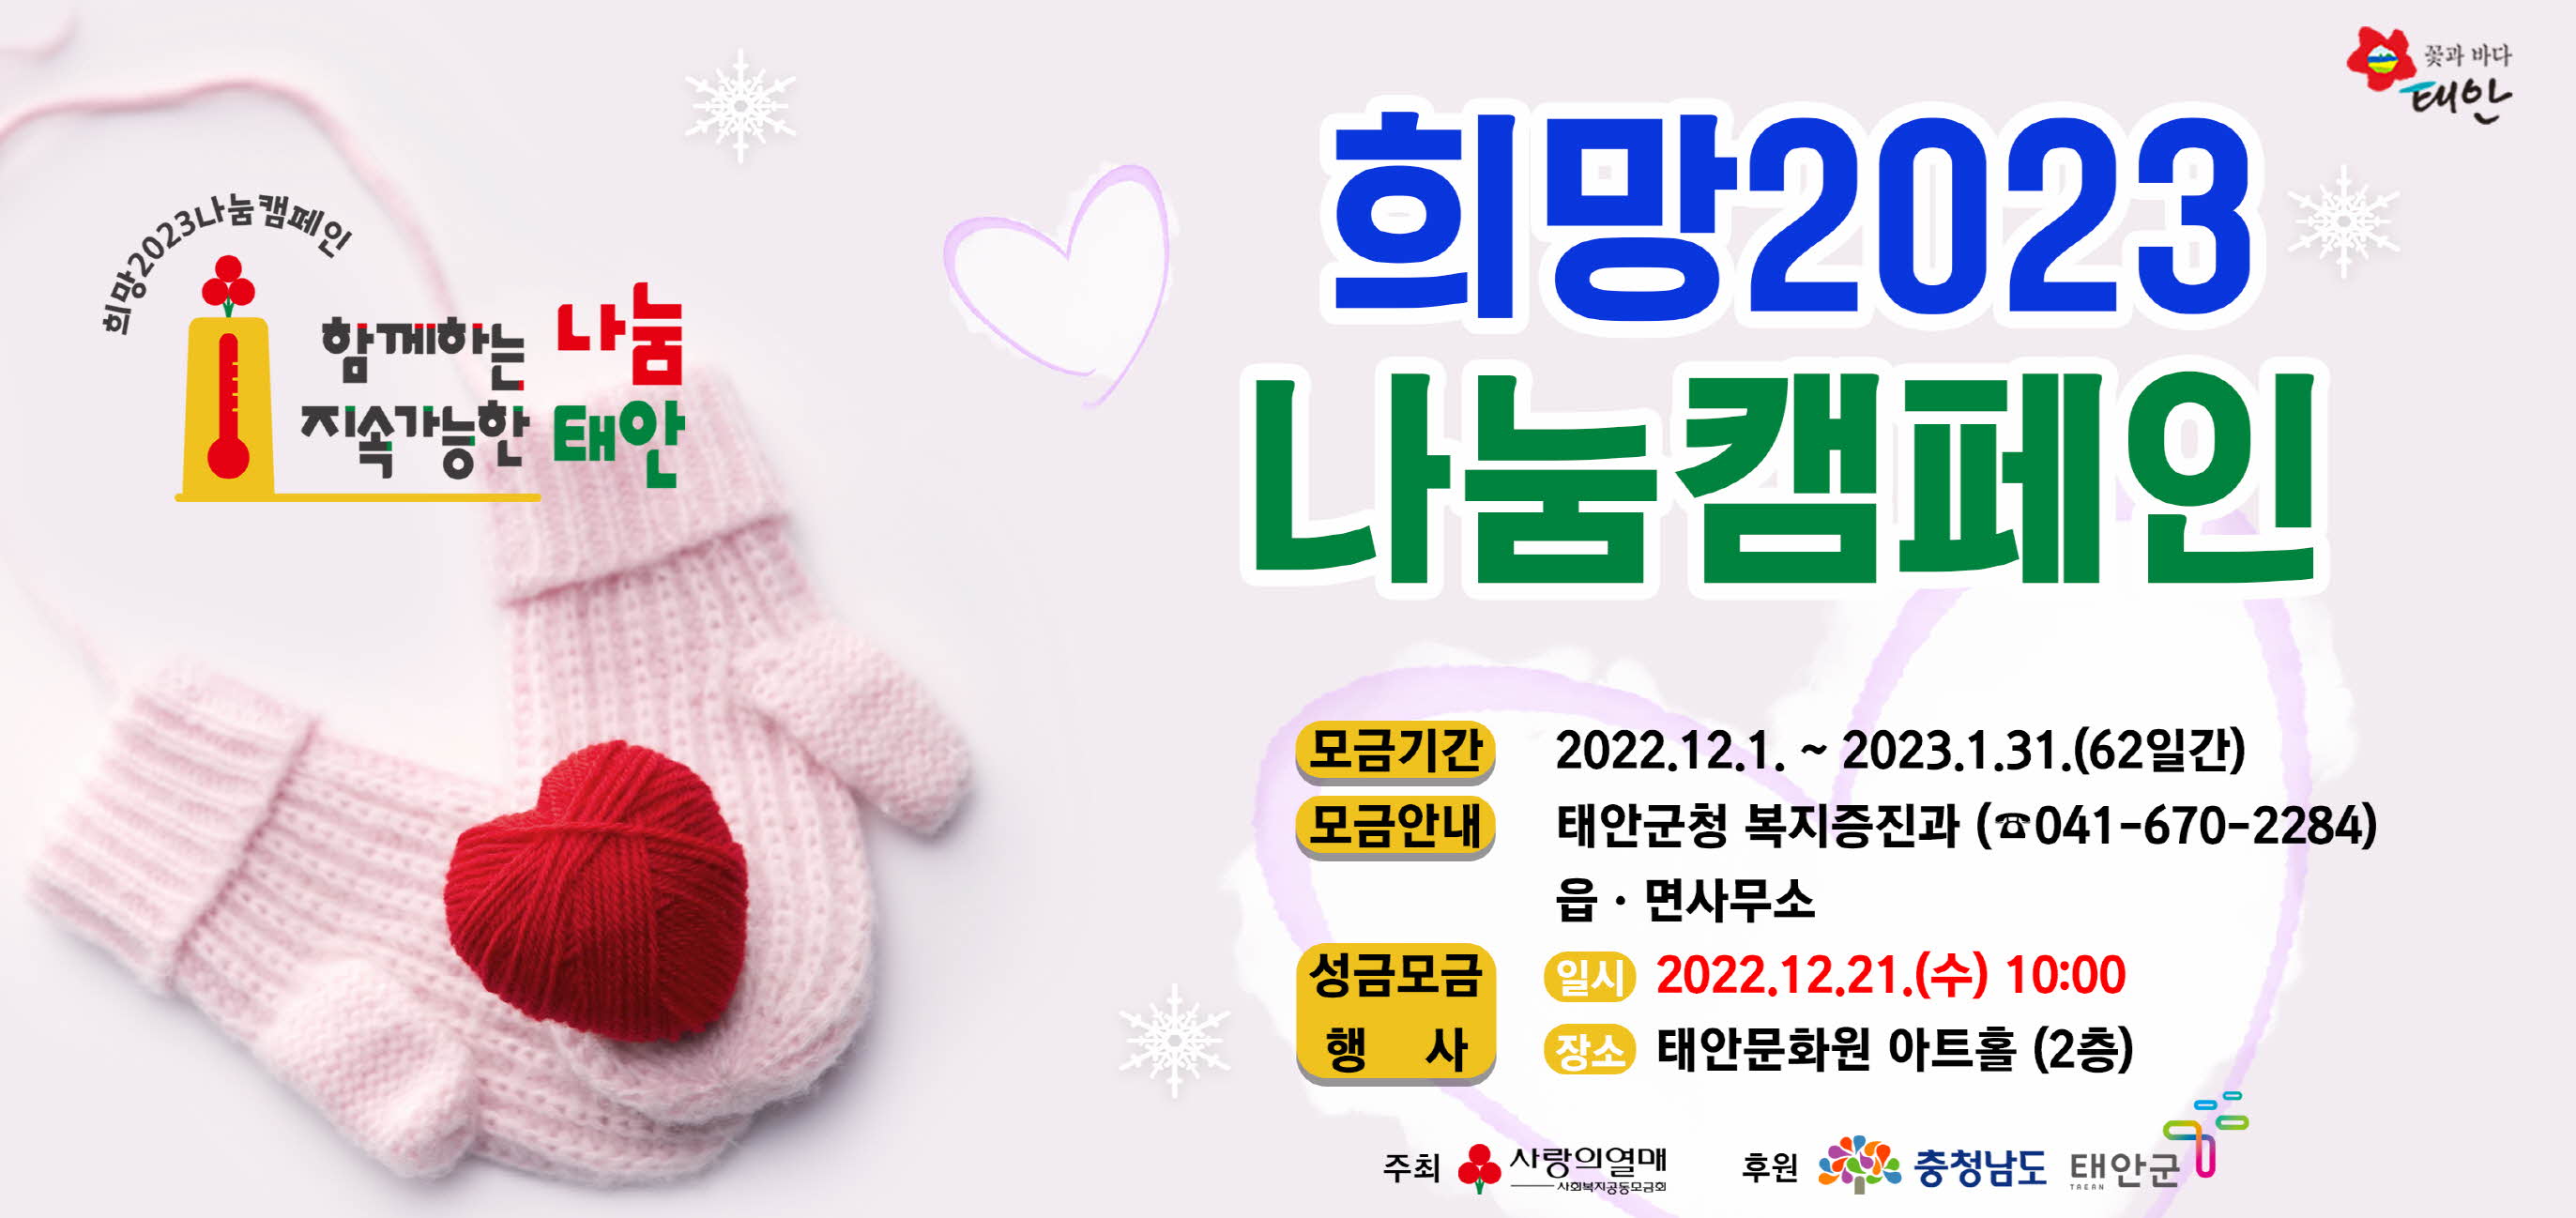 꽃과 바다
태안
희망2023나눔캠페인
함께하는 나눔
지속가능한 태안
희망2023
나눔캠페인
모금기간 2022.12.1. ~ 2023.1.31.(62일간)
모금안내 태안군청 복지증진과 (☎041-670-2284)
읍 · 면사무소
성금모금 일시 2022.12.21.(수) 10:00
행 사 장소 태안문화원 아트홀 (2층)
주최 사랑의열매 사회복지공동모금회 후원 충청남도 태안군 TAEAN